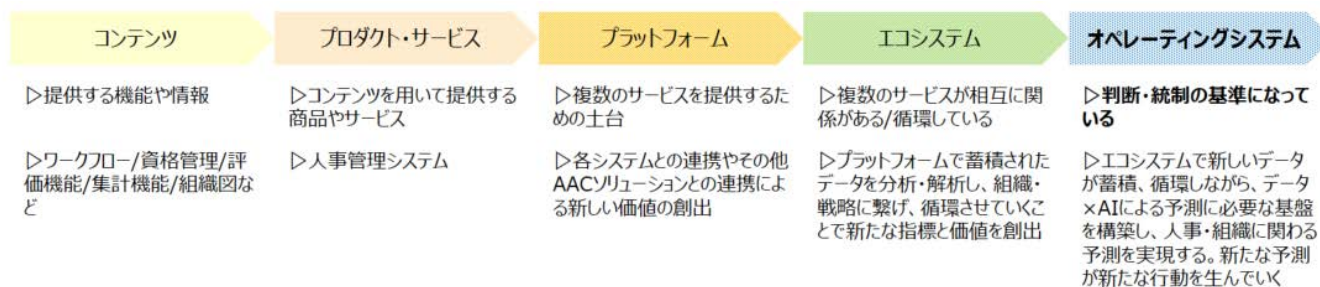 コンテンツ
プロダクト・サービス
プラットフォーム
エコシステム
オペレーティングシステム
▷提供する機能や情報
▷ワークフロー/資格管理/評
価機能/集計機能/組織図な
ど
▷コンテンツを用いて提供する
商品やサービス
▷人事管理システム
▷複数のサービスを提供するた
めの土台
▷各システムとの連携やその他
AACソリューションとの連携によ
る新しい価値の創出
▷複数のサービスが相互に関
係がある/循環している
▷プラットフォームで蓄積された
データを分析・解析し、組織・
戦略に繋げ、循環させていくこ
とで新たな指標と価値を創出
▷判断・統制の基準になって
いる
▷エコシステムで新しいデータ
が蓄積、循環しながら、データ
×AIによる予測に必要な基盤
を構築し、人事・組織に関わる
予測を実現する。新たな予測
が新たな行動を生んでいく